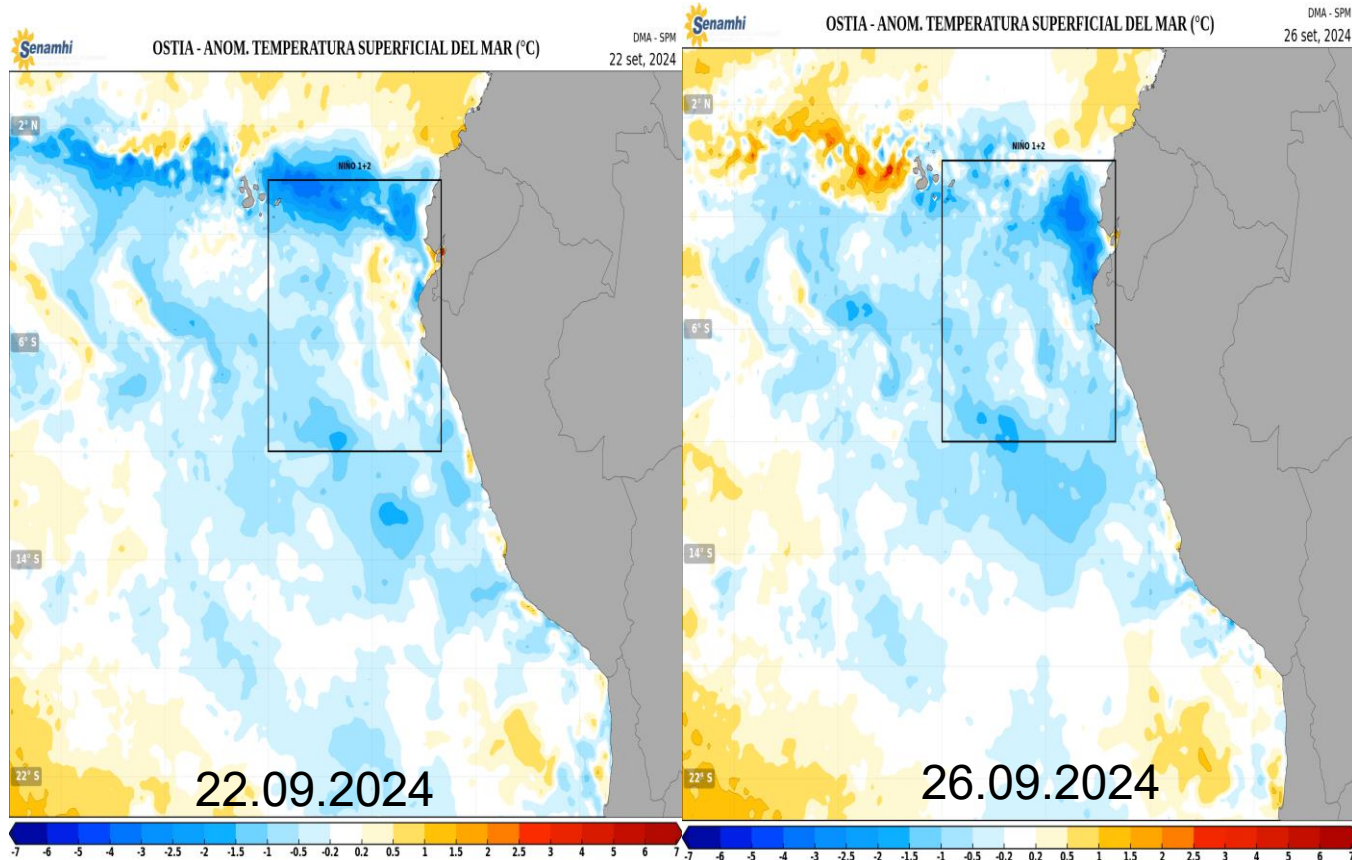 Senamhi
OSTIA - ANOM. TEMPERATURA SUPERFICIAL DEL MAR (°C)
DMA - SPM
22 set, 2024
2° N
NIÑO 1+2
6° S
14° S
22° S
22.09.2024
-7 -6 -5 -4 -3 -2.5 -2 -1.5 -1 -0.5 -0.2 0.2 0.5 1 1.5 2 2.5 3 4 5 6 7
Senamhi
OSTIA - ANOM. TEMPERATURA SUPERFICIAL DEL MAR (°C)
DMA - SPM
26 set, 2024
2° N
NIÑO 1+2
6° S
14° S
22° S
26.09.2024
-7 -6 -5 -4 -3 -2.5 -2 -1.5 -1 -0.5 -0.2 0.2 0.5 1 1.5 2 2.5 3 4 5 6 7